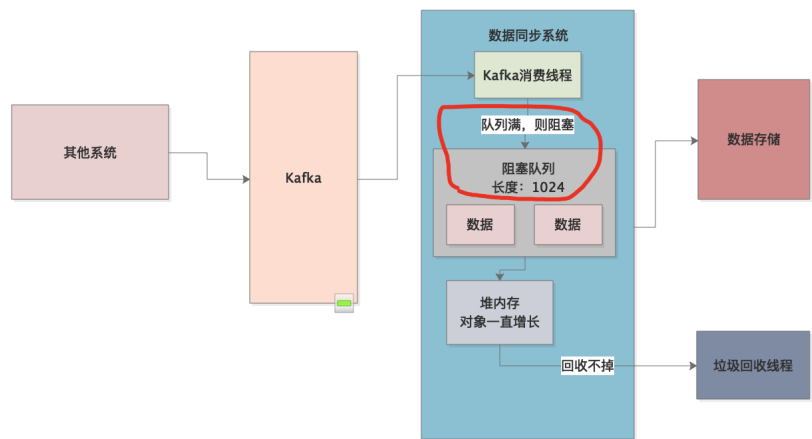 数据同步系统
Kafka消费线程
队列满，则阻塞
其他系统
Kafka
阻塞队列
长度：1024
数据
数据
数据存储
堆内存
对象一直增长
回收不掉
垃圾回收线程